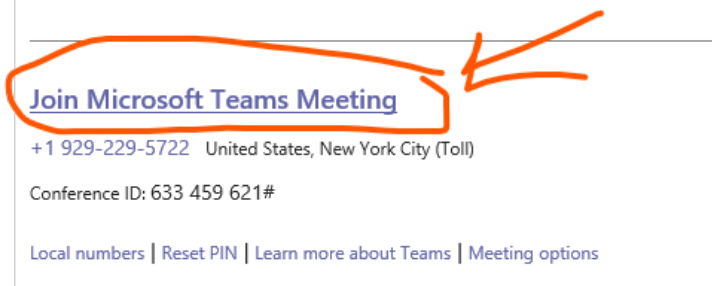 Join Microsoft Teams Meeting
+1 929-229-5722 United States, New York City (Toll)
Conference ID: 633 459 621#
Local numbers | Reset PIN | Learn more about Teams | Meeting options